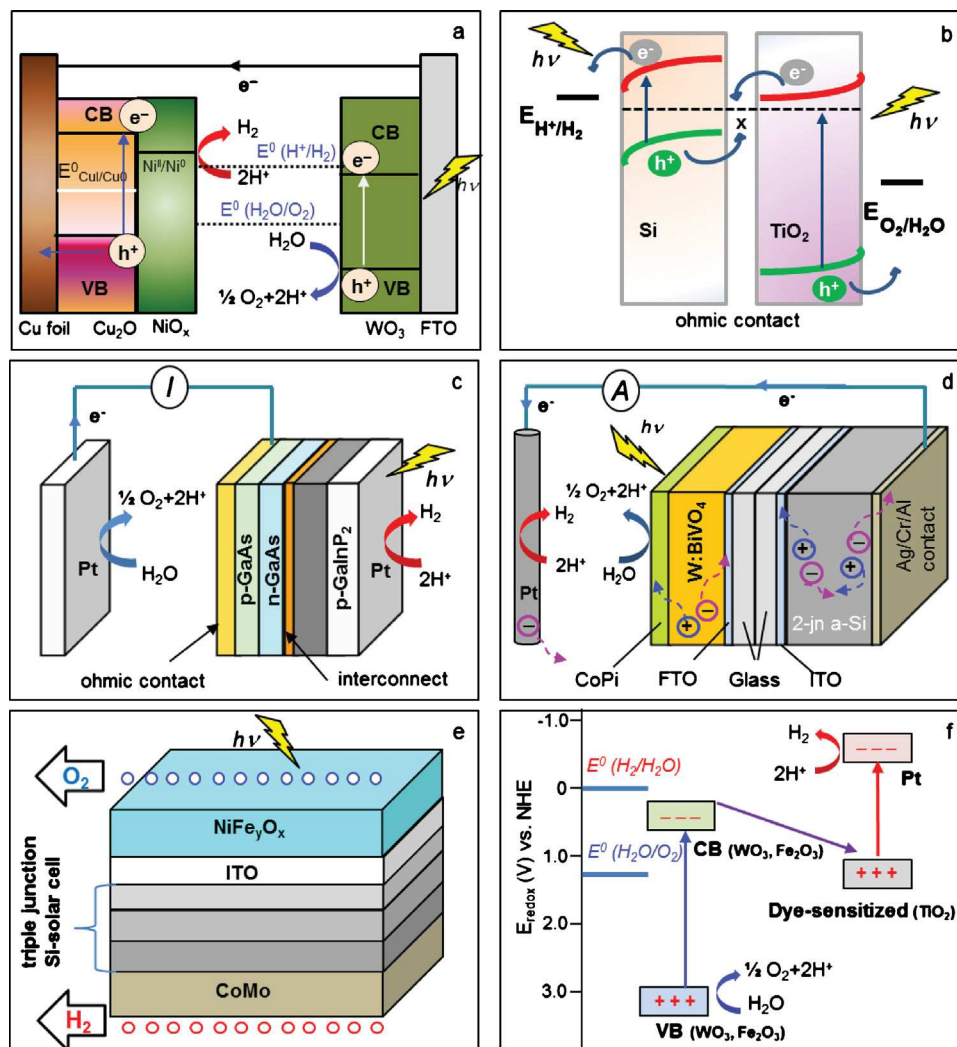 a
e⁻
CB
e⁻
H₂
E⁰ (H⁺/H₂)
CB
E⁰CuI/Cu0
Niᴵᴵ/Ni⁰
2H⁺
e⁻
hν
E⁰ (H₂O/O₂)
H₂O
h⁺
VB
½ O₂+2H⁺
h⁺
VB
Cu foil
Cu₂O
NiOₓ
WO₃
FTO
b
hν
e⁻
e⁻
E H⁺/H₂
x
hν
h⁺
E O₂/H₂O
Si
TiO₂
h⁺
ohmic contact
c
I
e⁻
hν
½ O₂+2H⁺
H₂
Pt
p-GaAs
n-GaAs
p-GaInP₂
Pt
H₂O
2H⁺
ohmic contact
interconnect
d
A
e⁻
e⁻
hν
½ O₂+2H⁺
H₂
2H⁺
H₂O
W:BiVO₄
Ag/Cr/Al
contact
Pt
2-jn a-Si
CoPi
FTO
Glass
ITO
e
hν
O₂
NiFeᵧOₓ
ITO
triple junction
Si-solar cell
CoMo
H₂
f
Eredox (V) vs. NHE
-1.0
0
1.0
2.0
3.0
H₂
2H⁺
Pt
E⁰ (H₂/H₂O)
CB (WO₃, Fe₂O₃)
E⁰ (H₂O/O₂)
+ + +
Dye-sensitized (TiO₂)
½ O₂+2H⁺
+ + +
H₂O
VB (WO₃, Fe₂O₃)